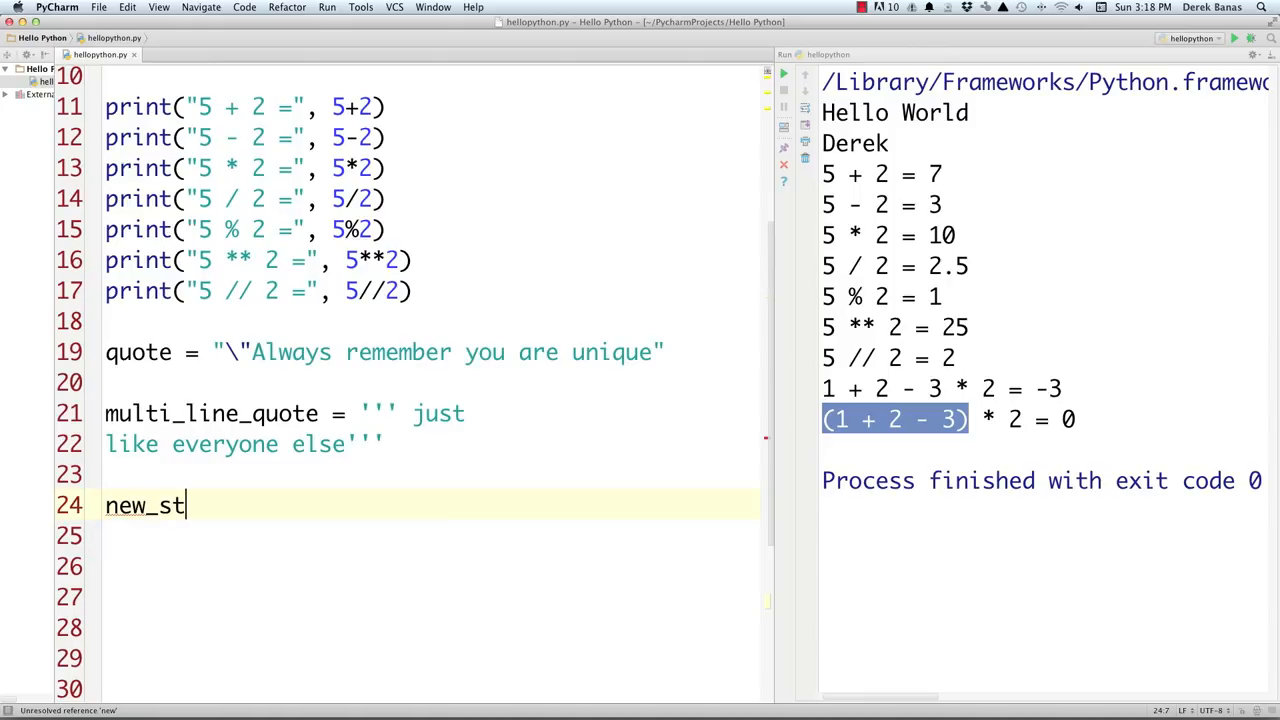 PyCharm File Edit View Navigate Code Refactor Run Tools VCS Window Help 10 Sun 3:18 PM Derek Banas
hellopython.py – Hello Python – [~/PycharmProjects/Hello Python]
Hello Python hellopython.py hellopython
hellopython.py Run hellopython
Hello P
hell
Extern
10
11 print("5 + 2 =", 5+2)
12 print("5 - 2 =", 5-2)
13 print("5 * 2 =", 5*2)
14 print("5 / 2 =", 5/2)
15 print("5 % 2 =", 5%2)
16 print("5 ** 2 =", 5**2)
17 print("5 // 2 =", 5//2)
18
19 quote = "\"Always remember you are unique"
20
21 multi_line_quote = ''' just
22 like everyone else'''
23
24 new_st
25
26
27
28
29
30
/Library/Frameworks/Python.framewo
Hello World
Derek
5 + 2 = 7
5 - 2 = 3
5 * 2 = 10
5 / 2 = 2.5
5 % 2 = 1
5 ** 2 = 25
5 // 2 = 2
1 + 2 - 3 * 2 = -3
(1 + 2 - 3) * 2 = 0
Process finished with exit code 0
Unresolved reference 'new' 24:7 LF UTF-8